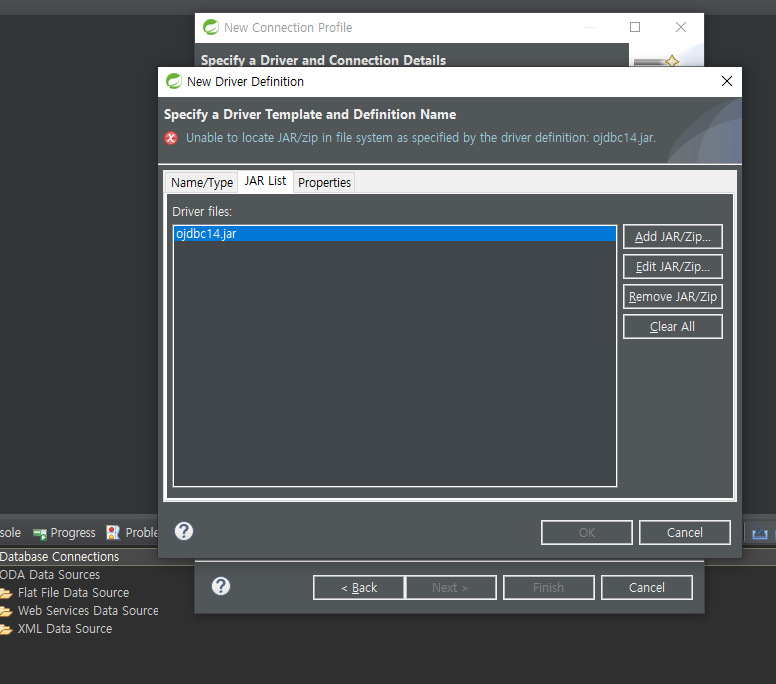 New Connection Profile
Specify a Driver and Connection Details
New Driver Definition
Specify a Driver Template and Definition Name
Unable to locate JAR/zip in file system as specified by the driver definition: ojdbc14.jar.
Name/Type JAR List Properties
Driver files:
ojdbc14.jar
Add JAR/Zip...
Edit JAR/Zip...
Remove JAR/Zip
Clear All
OK Cancel
sole Progress Proble
Database Connections
ODA Data Sources
Flat File Data Source
Web Services Data Source
XML Data Source
< Back Next > Finish Cancel